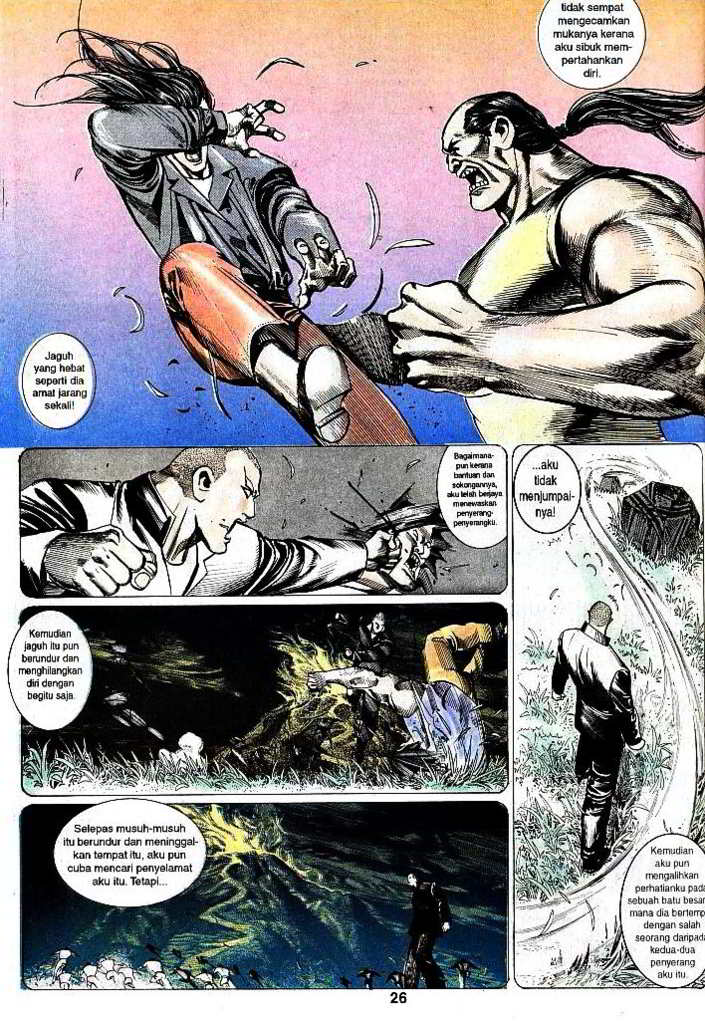 tidak sempat
mengecamkan
mukanya kerana
aku sibuk mem-
pertahankan
diri.
Jaguh
yang hebat
seperti dia
amat jarang
sekali!
Bagaimana-
pun kerana
bantuan dan
sokongannya,
aku telah berjaya
menewaskan
penyerang-
penyerangku.
Kemudian
jaguh itu pun
berundur dan
menghilangkan
diri dengan
begitu saja.
Selepas musuh-musuh
itu berundur dan meninggal-
kan tempat itu, aku pun
cuba mencari penyelamat
aku itu. Tetapi...
...aku
tidak
menjumpai-
nya!
Kemudian
aku pun
mengalihkan
perhatianku pada
sebuah batu besar
mana dia
dengan salah
seorang daripada
kedua-dua
penyerang
aku itu.
26